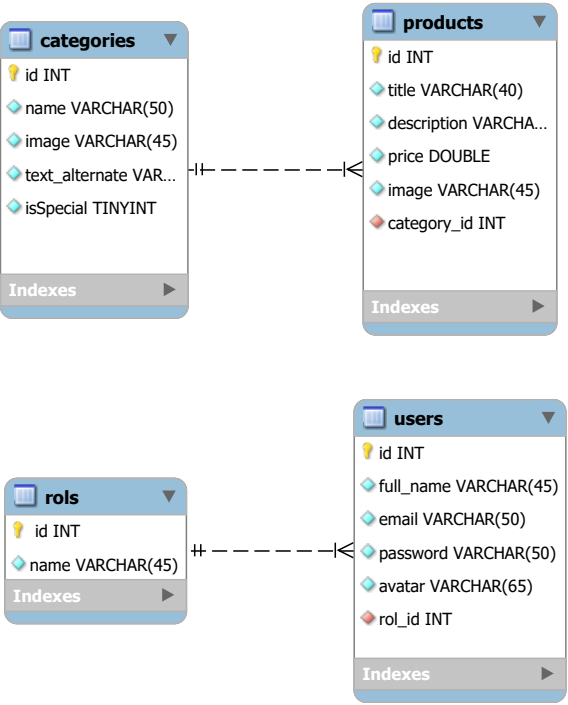 categories
id INT
name VARCHAR(50)
image VARCHAR(45)
text_alternate VAR...
isSpecial TINYINT
Indexes
products
id INT
title VARCHAR(40)
description VARCHA...
price DOUBLE
image VARCHAR(45)
category_id INT
Indexes
rols
id INT
name VARCHAR(45)
Indexes
users
id INT
full_name VARCHAR(45)
email VARCHAR(50)
password VARCHAR(50)
avatar VARCHAR(65)
rol_id INT
Indexes